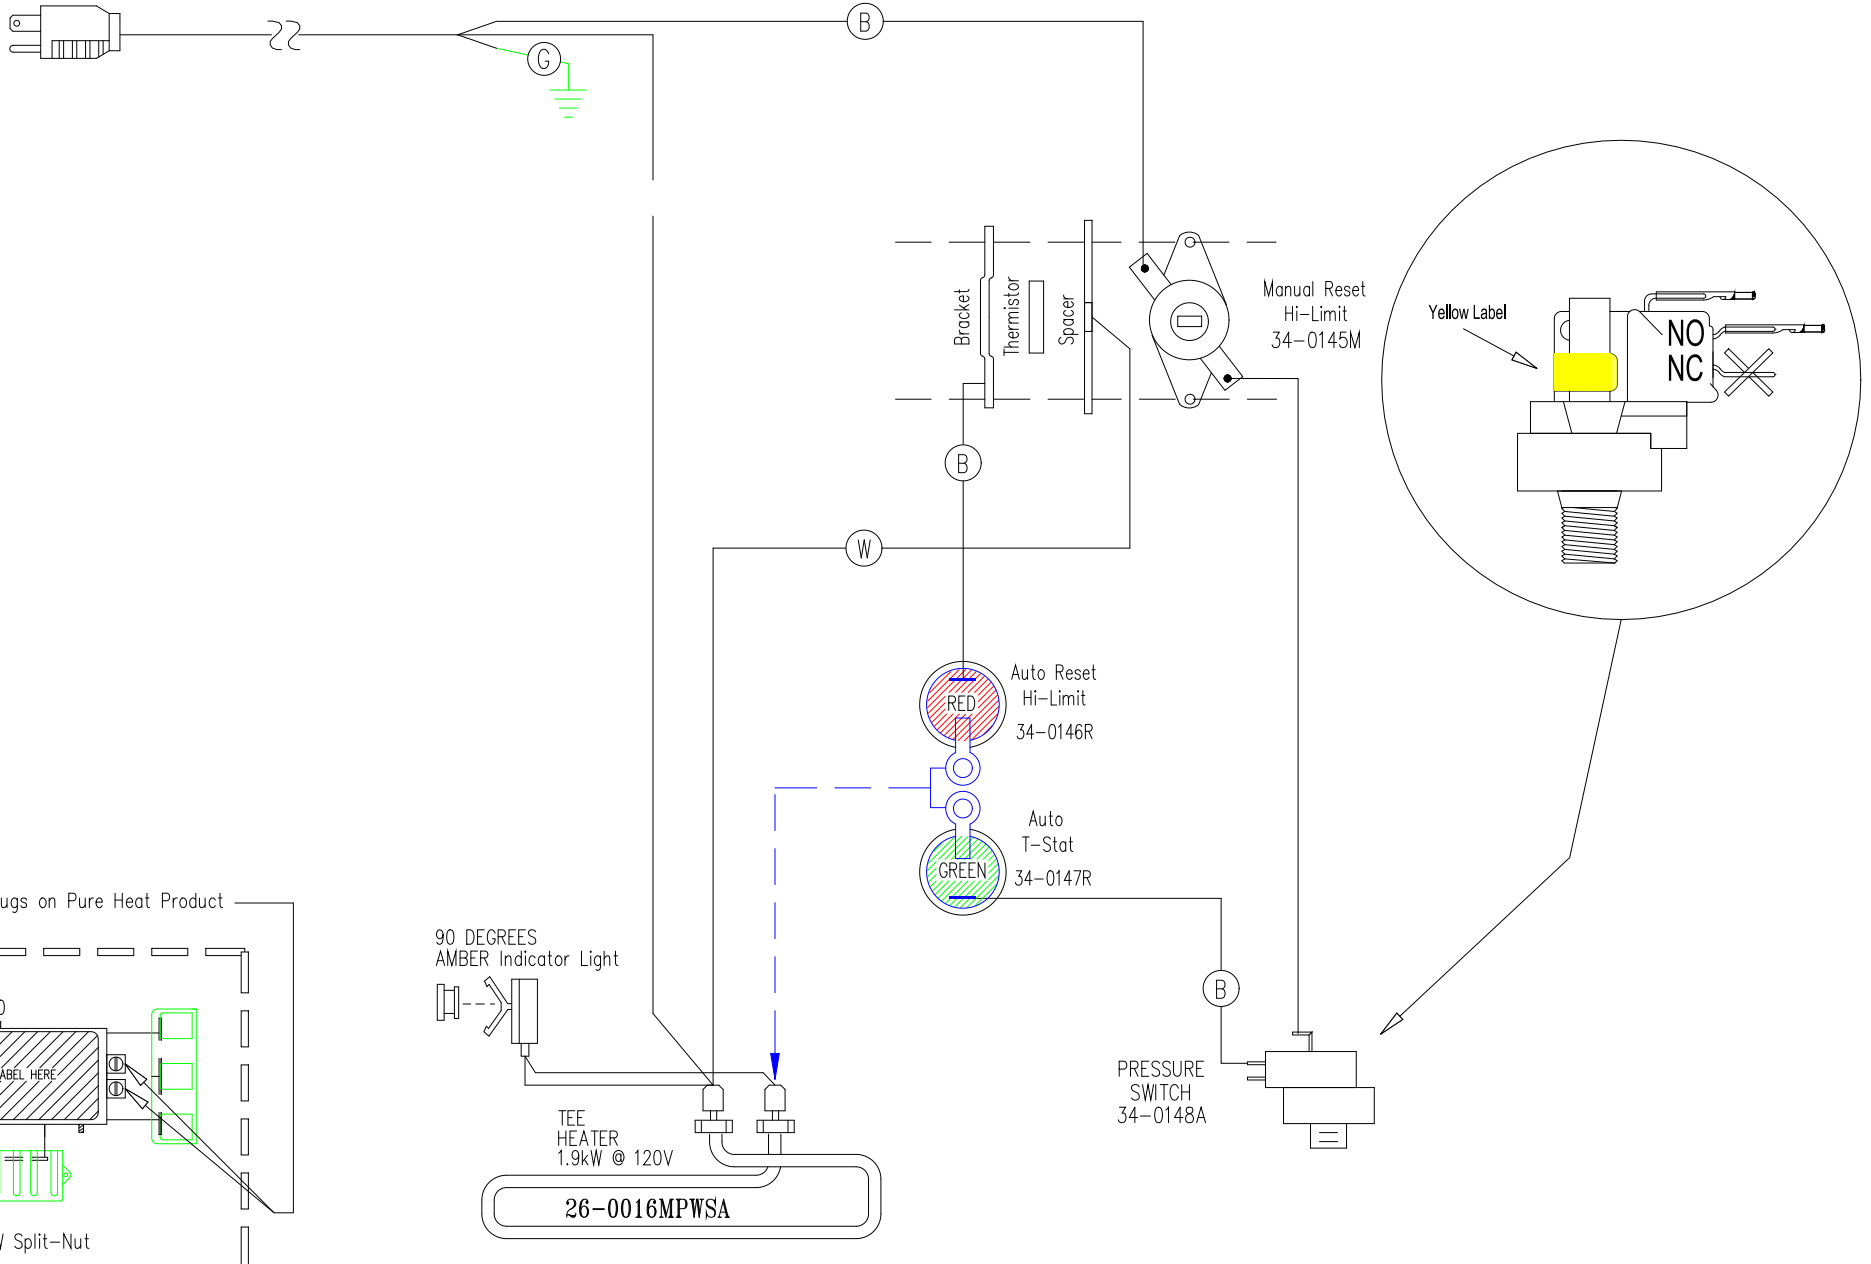 B
G
Manual Reset
Hi-Limit
34-0145M
Bracket
Thermistor
Spacer
Yellow Label
NO
NC
B
W
Auto Reset
Hi-Limit
34-0146R
RED
Auto
T-Stat
34-0147R
GREEN
on Pure Heat Product
90 DEGREES
AMBER Indicator Light
HERE
B
PRESSURE
SWITCH
34-0148A
TEE
HEATER
1.9kW @ 120V
26-0016MPWSA
Split-Nut